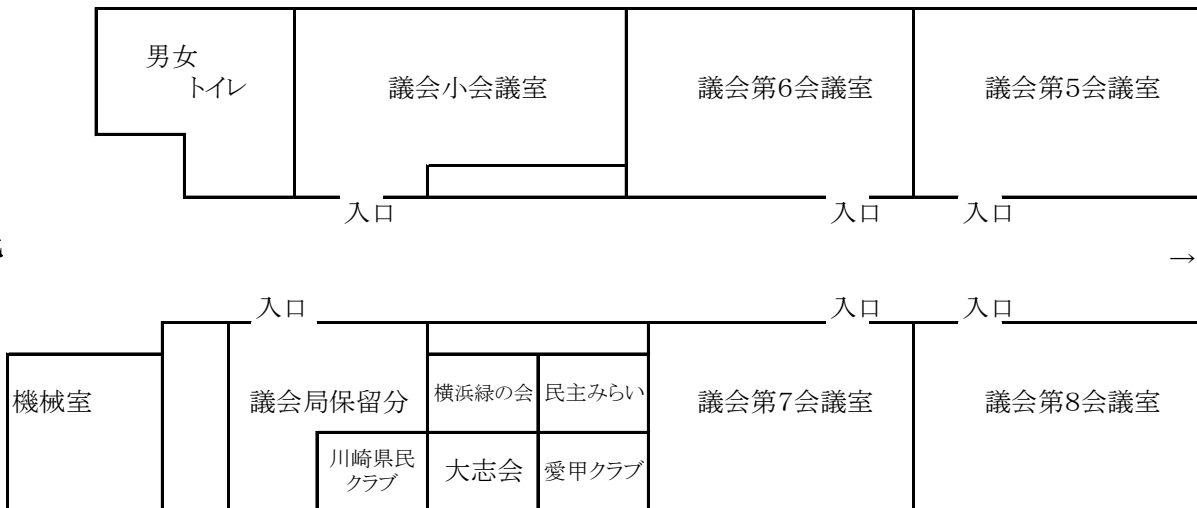 男女
トイレ
議会小会議室
議会第6会議室
議会第5会議室
入口
入口
入口
→
入口
入口
入口
機械室
議会局保留分
横浜緑の会
民主みらい
議会第7会議室
議会第8会議室
川崎県民
クラブ
大志会
愛甲クラブ